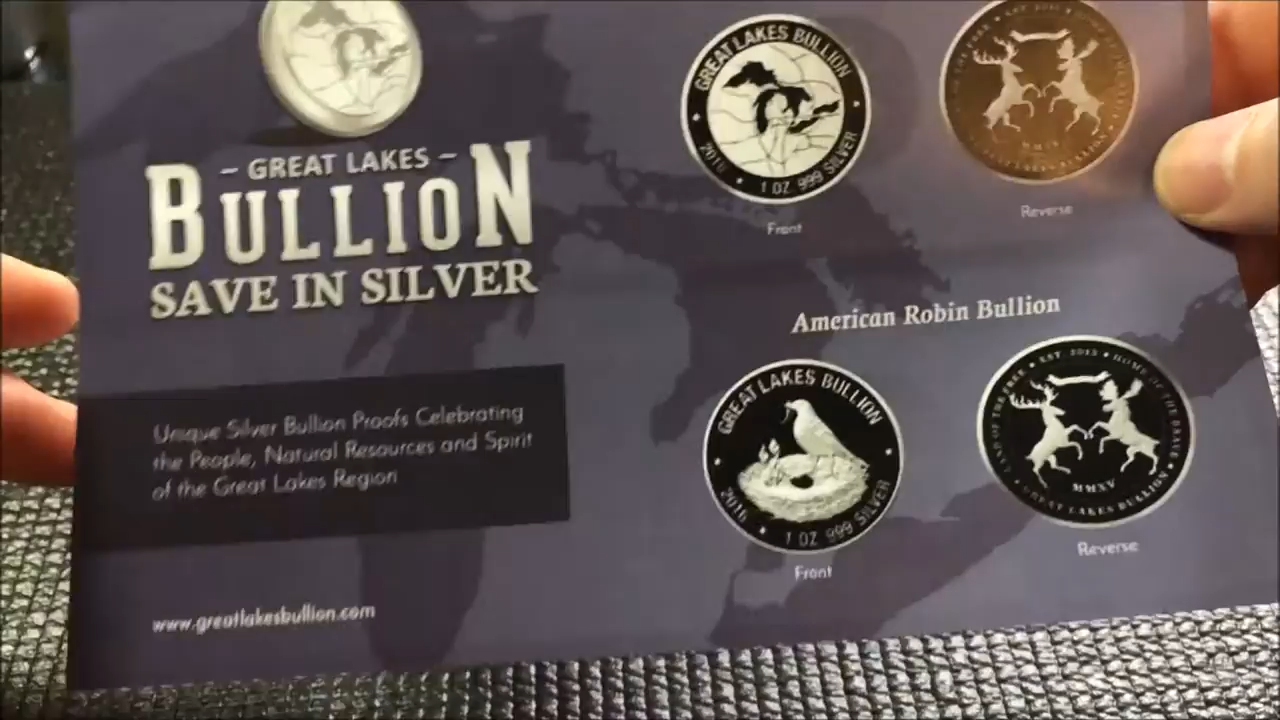 – GREAT LAKES –
BULLION
SAVE IN SILVER
Unique Silver Bullion Proofs Celebrating
the People, Natural Resources and Spirit
of the Great Lakes Region
www.greatlakesbullion.com
GREAT LAKES BULLION
2016 • 1 OZ 999 SILVER
Front
Reverse
American Robin Bullion
GREAT LAKES BULLION
2016 • 1 OZ 999 SILVER
Front
LAND OF THE FREE • EST. 2015 • HOME OF THE BRAVE
MMXV
GREAT LAKES BULLION
Reverse